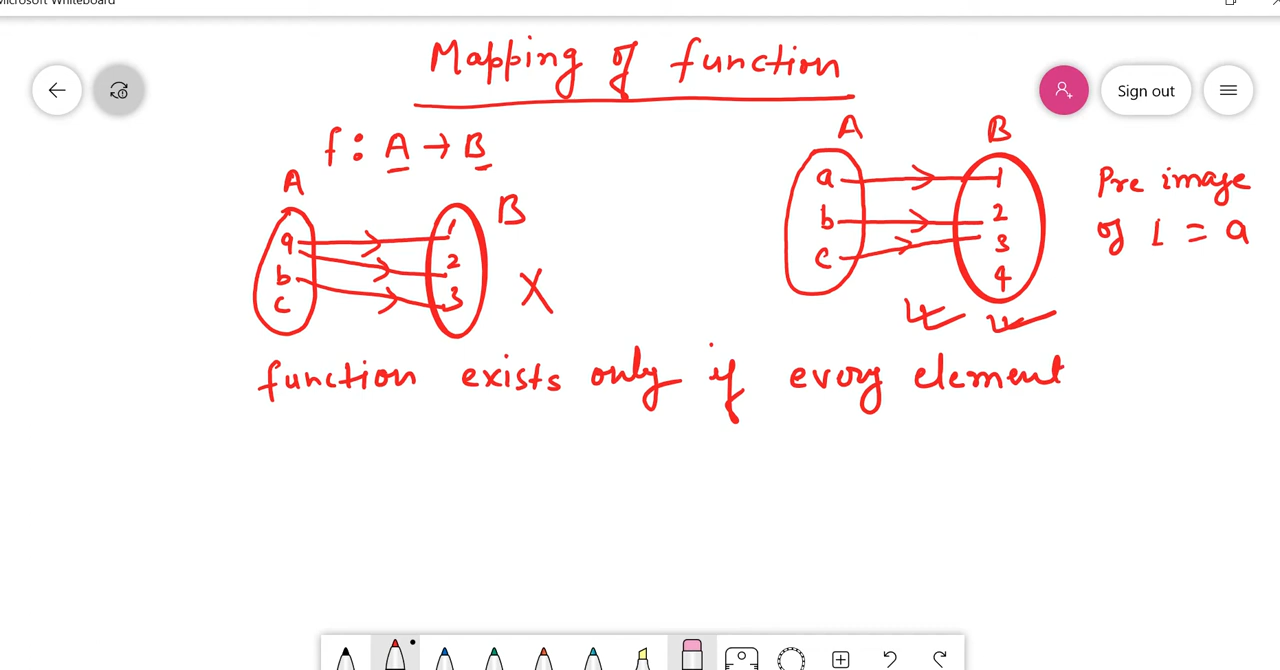 Microsoft Whiteboard
Mapping of function
Sign out
f : A → B
A
B
a
b
c
1
2
3
X
A
B
a
b
c
1
2
3
4
Pre image
of 1 = a
function exists only if every element